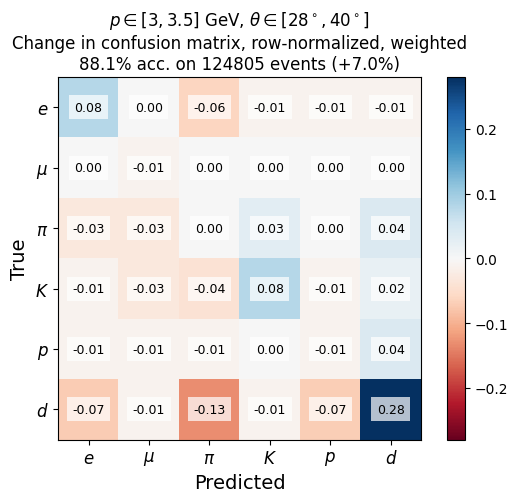 p ∈ [3, 3.5] GeV, θ ∈ [28°, 40°]
Change in confusion matrix, row-normalized, weighted
88.1% acc. on 124805 events (+7.0%)
e 0.08 0.00 -0.06 -0.01 -0.01 -0.01
μ 0.00 -0.01 0.00 0.00 0.00 0.00
π -0.03 -0.03 0.00 0.03 0.00 0.04
K -0.01 -0.03 -0.04 0.08 -0.01 0.02
p -0.01 -0.01 -0.01 0.00 -0.01 0.04
d -0.07 -0.01 -0.13 -0.01 -0.07 0.28
e μ π K p d
True
Predicted
0.2
0.1
0.0
−0.1
−0.2